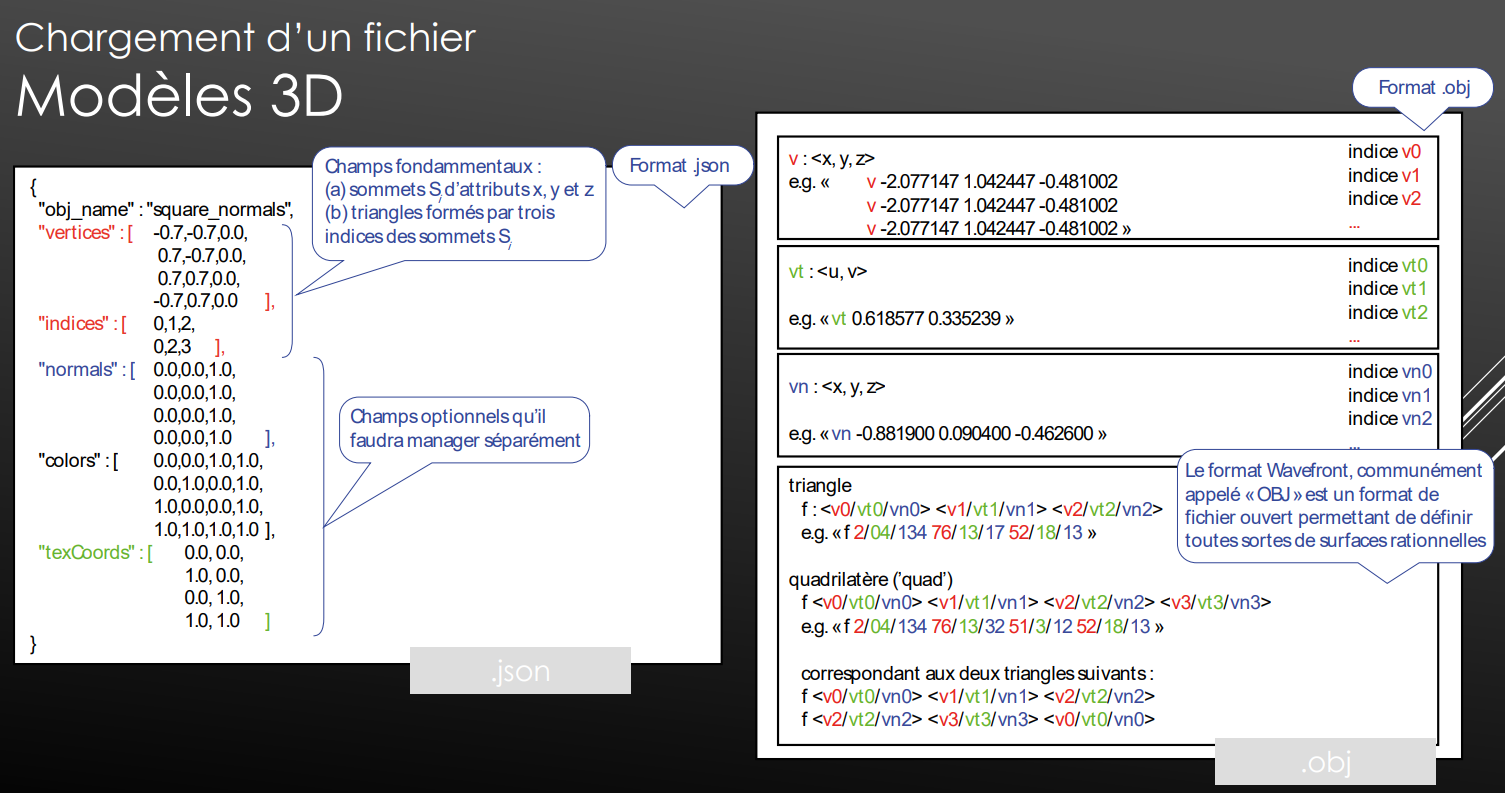 Chargement d'un fichier
Modèles 3D
{
"obj_name" : "square_normals",
"vertices" : [ -0.7,-0.7,0.0,
0.7,-0.7,0.0,
0.7,0.7,0.0,
-0.7,0.7,0.0 ],
"indices" : [ 0,1,2,
0,2,3 ],
"normals" : [ 0.0,0.0,1.0,
0.0,0.0,1.0,
0.0,0.0,1.0,
0.0,0.0,1.0 ],
"colors" : [ 0.0,0.0,1.0,1.0,
0.0,1.0,0.0,1.0,
1.0,0.0,0.0,1.0,
1.0,1.0,1.0,1.0 ],
"texCoords" : [ 0.0, 0.0,
1.0, 0.0,
0.0, 1.0,
1.0, 1.0 ]
}
Champs fondammentaux :
(a) sommets Si d'attributs x, y et z
(b) triangles formés par trois
indices des sommets Si
Format .json
Champs optionnels qu'il
faudra manager séparément
.json
Format .obj
v : <x, y, z>
e.g. « v -2.077147 1.042447 -0.481002
v -2.077147 1.042447 -0.481002
v -2.077147 1.042447 -0.481002 »
indice v0
indice v1
indice v2
...
vt : <u, v>
e.g. « vt 0.618577 0.335239 »
indice vt0
indice vt1
indice vt2
...
vn : <x, y, z>
e.g. « vn -0.881900 0.090400 -0.462600 »
indice vn0
indice vn1
indice vn2
...
Le format Wavefront, communément
appelé « OBJ » est un format de
fichier ouvert permettant de définir
toutes sortes de surfaces rationnelles
triangle
f : <v0/vt0/vn0> <v1/vt1/vn1> <v2/vt2/vn2>
e.g. « f 2/04/134 76/13/17 52/18/13 »
quadrilatère ('quad')
f <v0/vt0/vn0> <v1/vt1/vn1> <v2/vt2/vn2> <v3/vt3/vn3>
e.g. « f 2/04/134 76/13/32 51/3/12 52/18/13 »
correspondant aux deux triangles suivants :
f <v0/vt0/vn0> <v1/vt1/vn1> <v2/vt2/vn2>
f <v2/vt2/vn2> <v3/vt3/vn3> <v0/vt0/vn0>
.obj